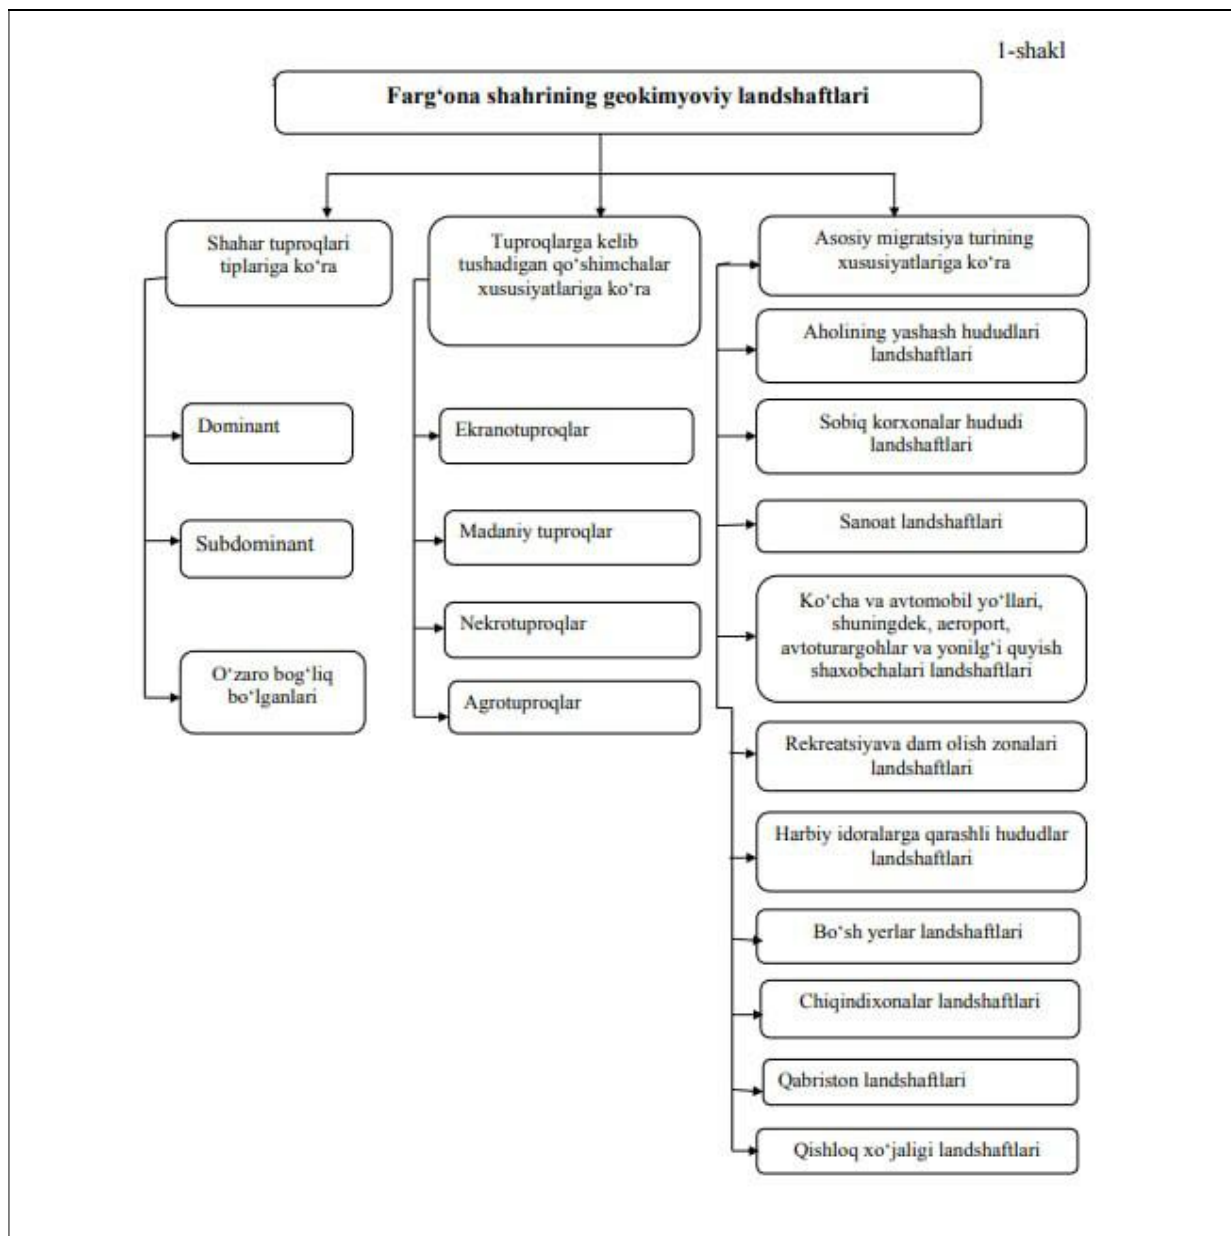 1-shakl
Farg‘ona shahrining geokimyoviy landshaftlari
Shahar tuproqlari
tiplariga ko‘ra
Dominant
Subdominant
O‘zaro bog‘liq
bo‘lganlari
Tuproqlarga kelib
tushadigan qo‘shimchalar
xususiyatlariga ko‘ra
Ekranotuproqlar
Madaniy tuproqlar
Nekrotuproqlar
Agrotuproqlar
Asosiy migratsiya turining
xususiyatlariga ko‘ra
Aholining yashash hududlari
landshaftlari
Sobiq korxonalar hududi
landshaftlari
Sanoat landshaftlari
Ko‘cha va avtomobil yo‘llari,
shuningdek, aeroport,
avtoturargohlar va yonilg‘i quyish
shaxobchalari landshaftlari
Rekreatsiyava dam olish zonalari
landshaftlari
Harbiy idoralarga qarashli hududlar
landshaftlari
Bo‘sh yerlar landshaftlari
Chiqindixonalar landshaftlari
Qabriston landshaftlari
Qishloq xo‘jaligi landshaftlari